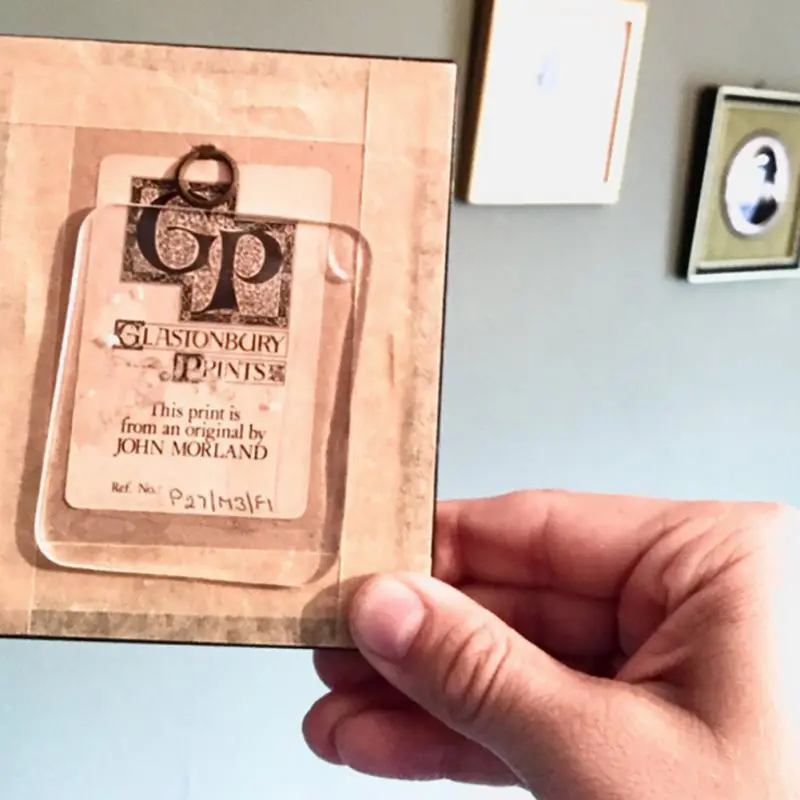 GP
GLASTONBURY
PRINTS
This print is
from an original by
JOHN MORLAND
Ref. No. P27/M3/F1